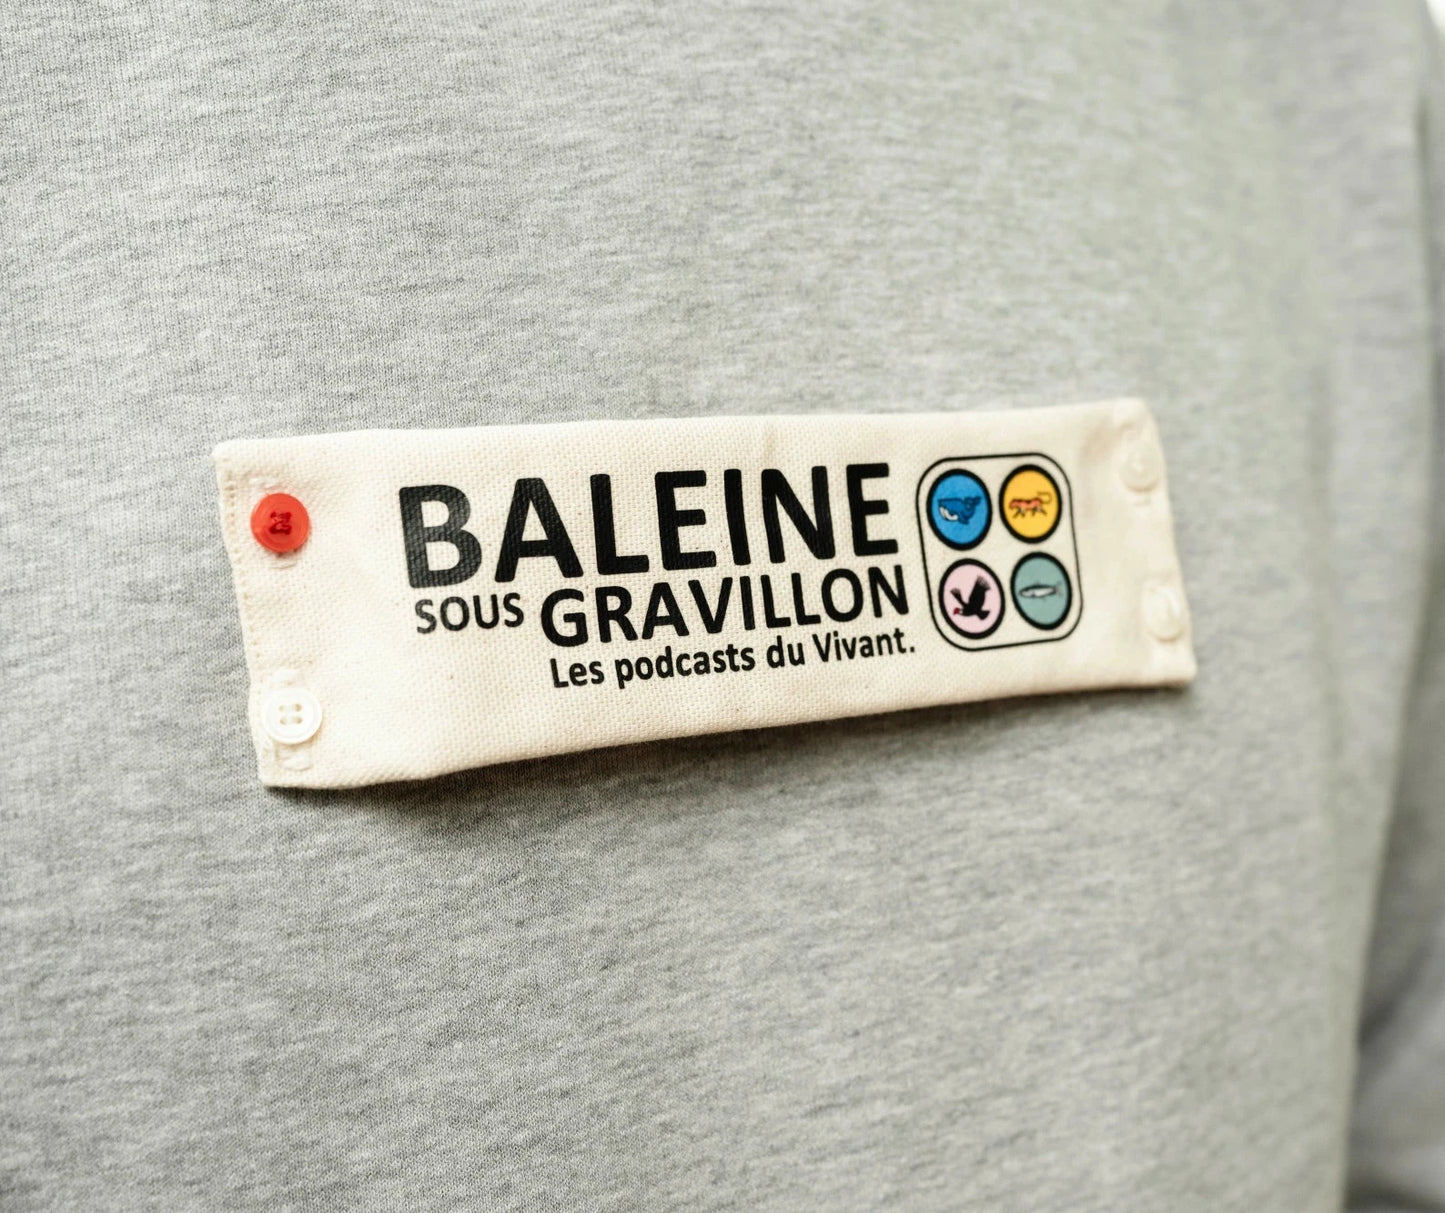 BALEINE
SOUS GRAVILLON
Les podcasts du Vivant.